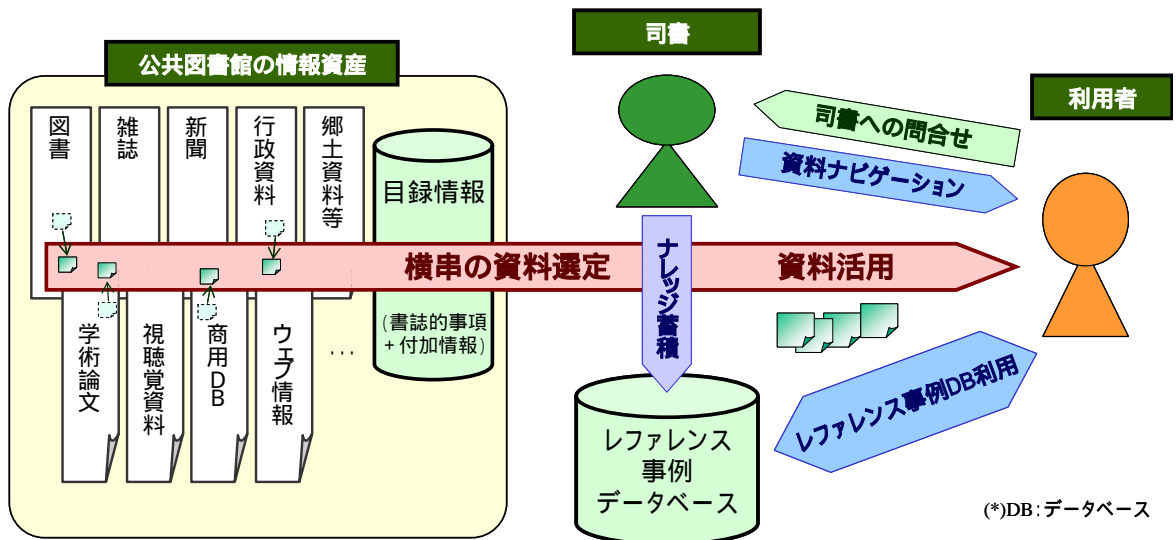 司書
公共図書館の情報資産
利用者
図書
雑誌
新聞
行政資料
郷土資料等
目録情報
(書誌的事項
+付加情報)
学術論文
視聴覚資料
商用DB
ウェブ情報
…
横串の資料選定
資料活用
司書への問合せ
資料ナビゲーション
ナレッジ蓄積
レファレンス事例DB利用
レファレンス
事例
データベース
(*)DB:データベース